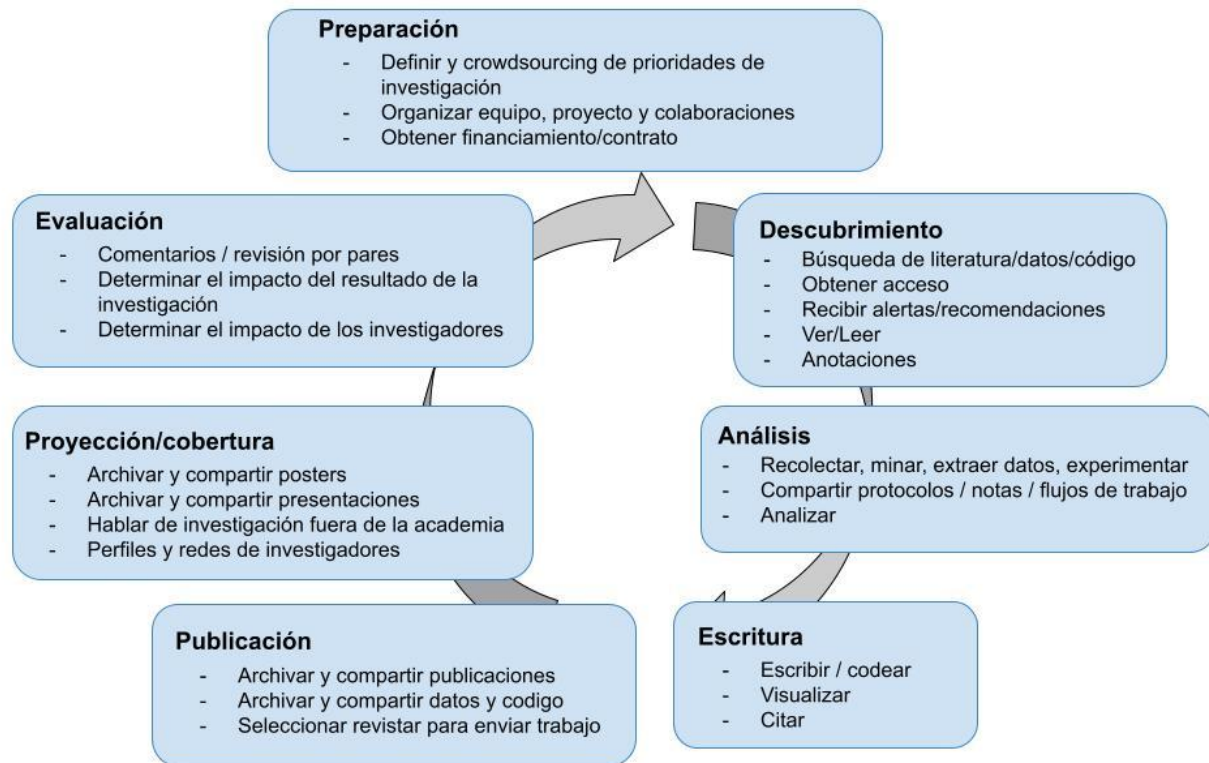 Preparación
- Definir y crowdsourcing de prioridades de
investigación
- Organizar equipo, proyecto y colaboraciones
- Obtener financiamiento/contrato
Descubrimiento
- Búsqueda de literatura/datos/código
- Obtener acceso
- Recibir alertas/recomendaciones
- Ver/Leer
- Anotaciones
Análisis
- Recolectar, minar, extraer datos, experimentar
- Compartir protocolos / notas / flujos de trabajo
- Analizar
Escritura
- Escribir / codear
- Visualizar
- Citar
Publicación
- Archivar y compartir publicaciones
- Archivar y compartir datos y codigo
- Seleccionar revistar para enviar trabajo
Proyección/cobertura
- Archivar y compartir posters
- Archivar y compartir presentaciones
- Hablar de investigación fuera de la academia
- Perfiles y redes de investigadores
Evaluación
- Comentarios / revisión por pares
- Determinar el impacto del resultado de la
investigación
- Determinar el impacto de los investigadores